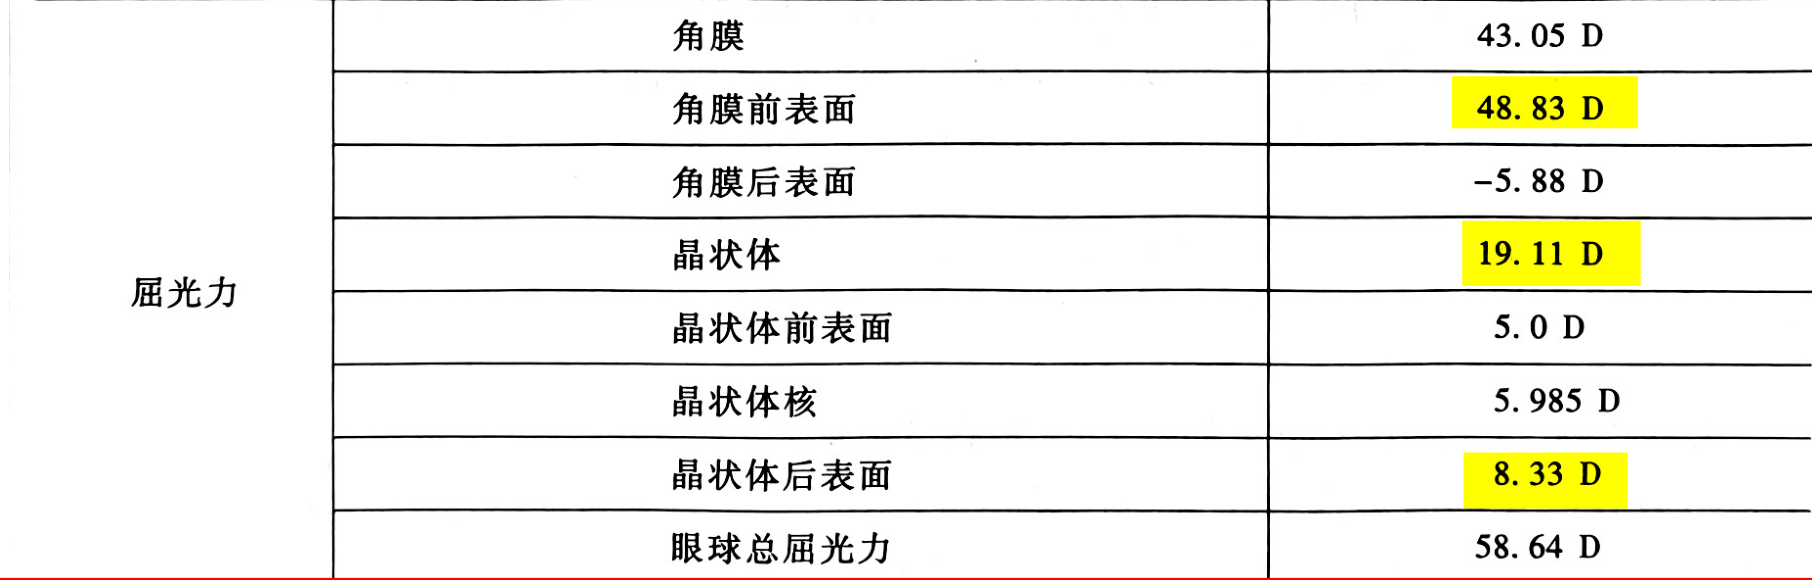 角膜 43.05 D
角膜前表面 48.83 D
角膜后表面 -5.88 D
晶状体 19.11 D
屈光力
晶状体前表面 5.0 D
晶状体核 5.985 D
晶状体后表面 8.33 D
眼球总屈光力 58.64 D